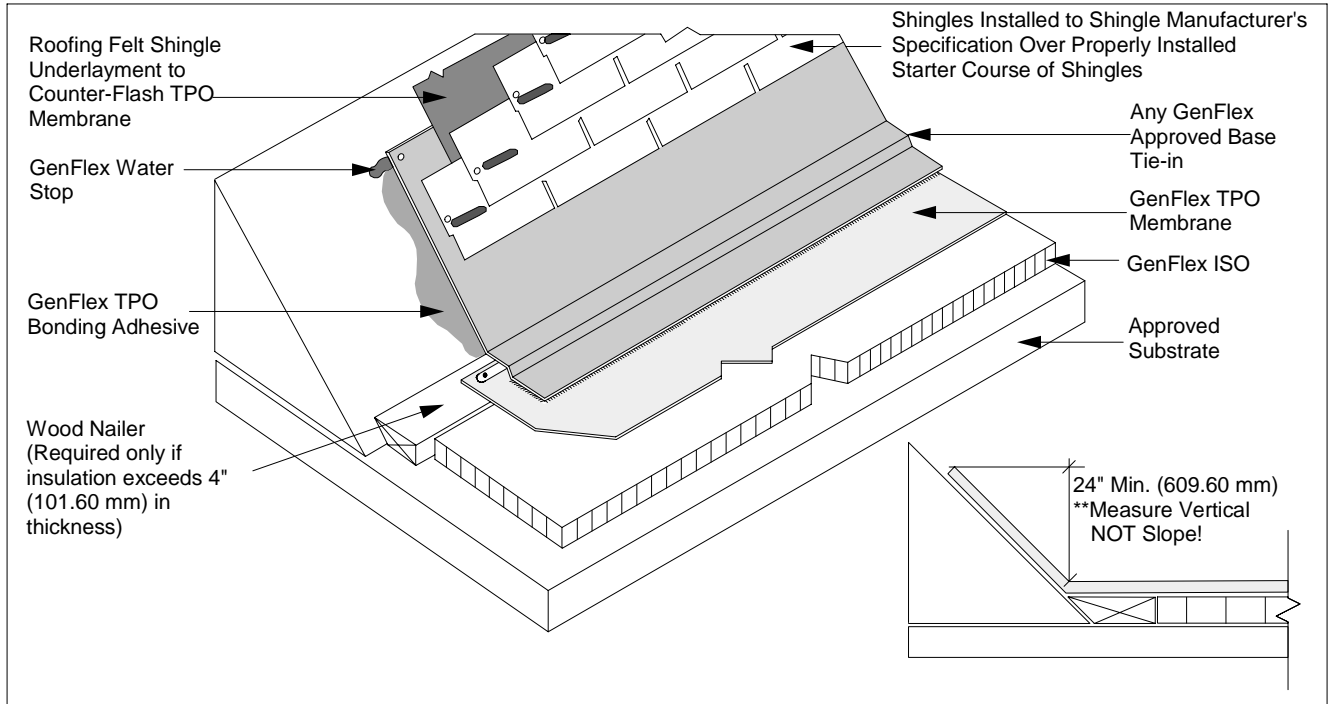 Roofing Felt Shingle
Underlayment to
Counter-Flash TPO
Membrane
GenFlex Water
Stop
GenFlex TPO
Bonding Adhesive
Wood Nailer
(Required only if
insulation exceeds 4"
(101.60 mm) in
thickness)
Shingles Installed to Shingle Manufacturer's
Specification Over Properly Installed
Starter Course of Shingles
Any GenFlex
Approved Base
Tie-in
GenFlex TPO
Membrane
GenFlex ISO
Approved
Substrate
24" Min. (609.60 mm)
**Measure Vertical
NOT Slope!